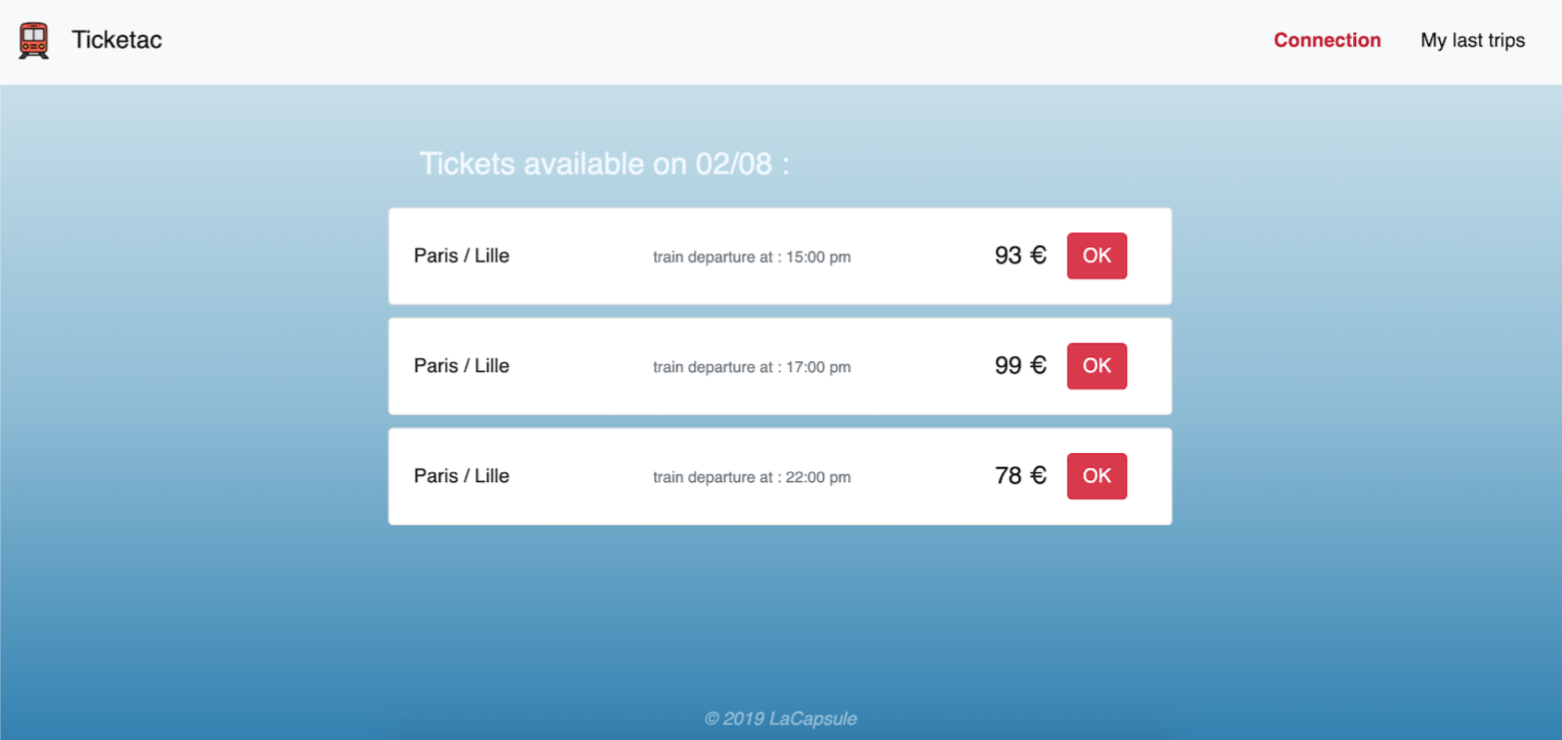 Ticketac Connection My last trips
Tickets available on 02/08 :
Paris / Lille train departure at : 15:00 pm 93 € OK
Paris / Lille train departure at : 17:00 pm 99 € OK
Paris / Lille train departure at : 22:00 pm 78 € OK
© 2019 LaCapsule